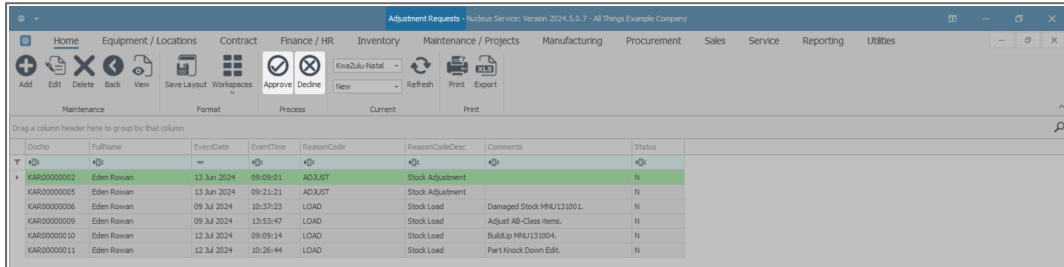 Adjustment Requests - Nucleus Service: Version 2024.5.0.7 - All Things Example Company
Home Equipment / Locations Contract Finance / HR Inventory Maintenance / Projects Manufacturing Procurement Sales Service Reporting Utilities
KwaZulu-Natal
Add Edit Delete Back View Save Layout Workspaces Approve Decline New Refresh Print Export
Maintenance Format Process Current Print
Drag a column header here to group by that column
DocNo FullName EventDate EventTime ReasonCode ReasonCodeDesc Comments Status
KAR00000002 Eden Rowan 13 Jun 2024 09:09:01 ADJUST Stock Adjustment N
KAR00000005 Eden Rowan 13 Jun 2024 09:21:21 ADJUST Stock Adjustment N
KAR00000006 Eden Rowan 09 Jul 2024 10:37:23 LOAD Stock Load Damaged Stock MNU131001. N
KAR00000009 Eden Rowan 09 Jul 2024 13:53:47 LOAD Stock Load Adjust AB-Class items. N
KAR00000010 Eden Rowan 12 Jul 2024 09:09:14 LOAD Stock Load BuildUp MNU131004. N
KAR00000011 Eden Rowan 12 Jul 2024 10:26:44 LOAD Stock Load Part Knock Down Edit. N